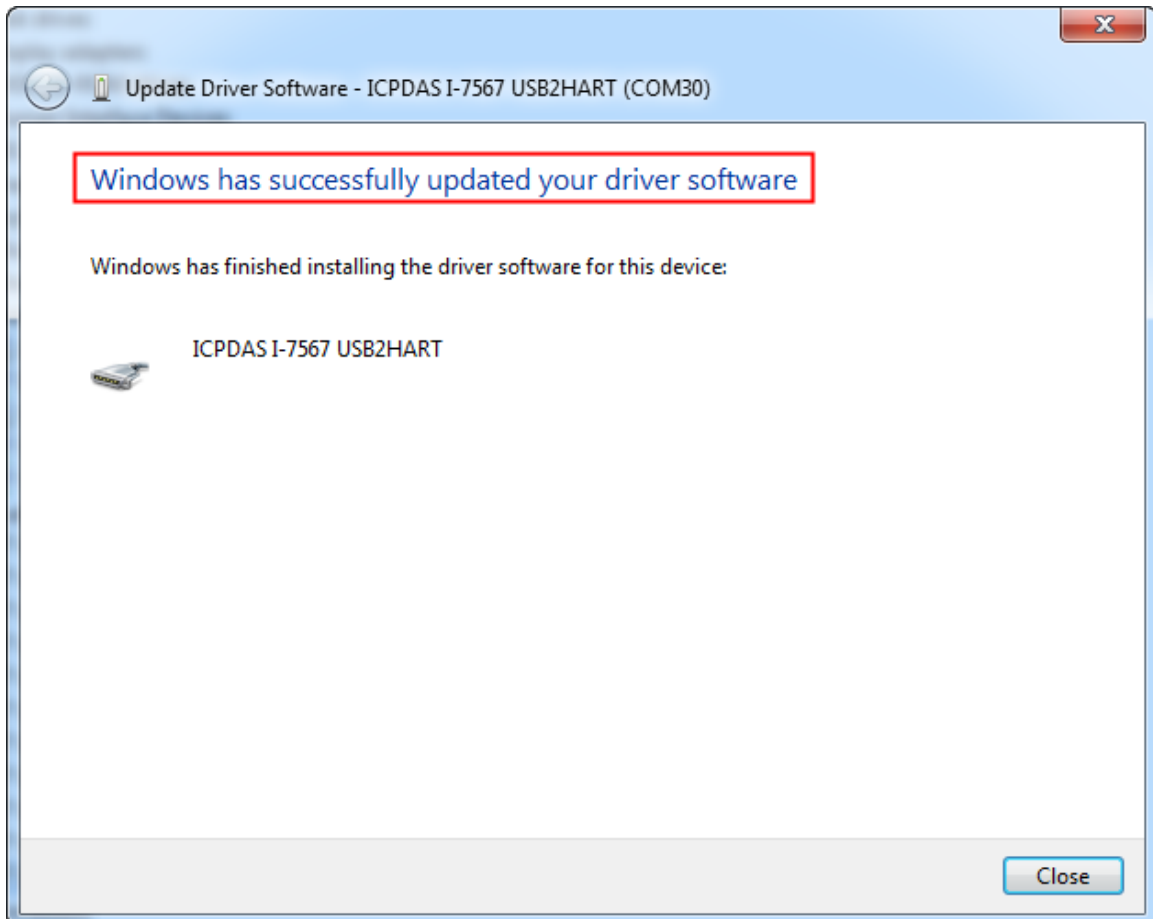 Update Driver Software - ICPDAS I-7567 USB2HART (COM30)
Windows has successfully updated your driver software
Windows has finished installing the driver software for this device:
ICPDAS I-7567 USB2HART
Close